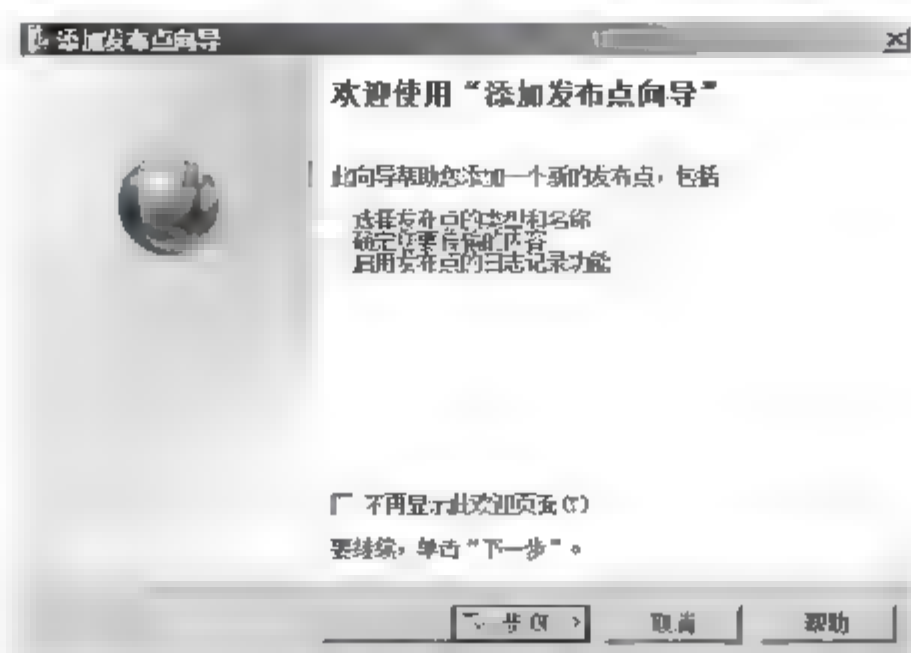 添加发布点向导
欢迎使用“添加发布点向导”
此向导帮助您添加一个新的发布点，包括
选择发布点的类别和名称
确定您要传输的内容
启用发布点的日志记录功能
不再显示此欢迎页面(T)
要继续，单击“下一步”。
下一步(N) >
取消
帮助